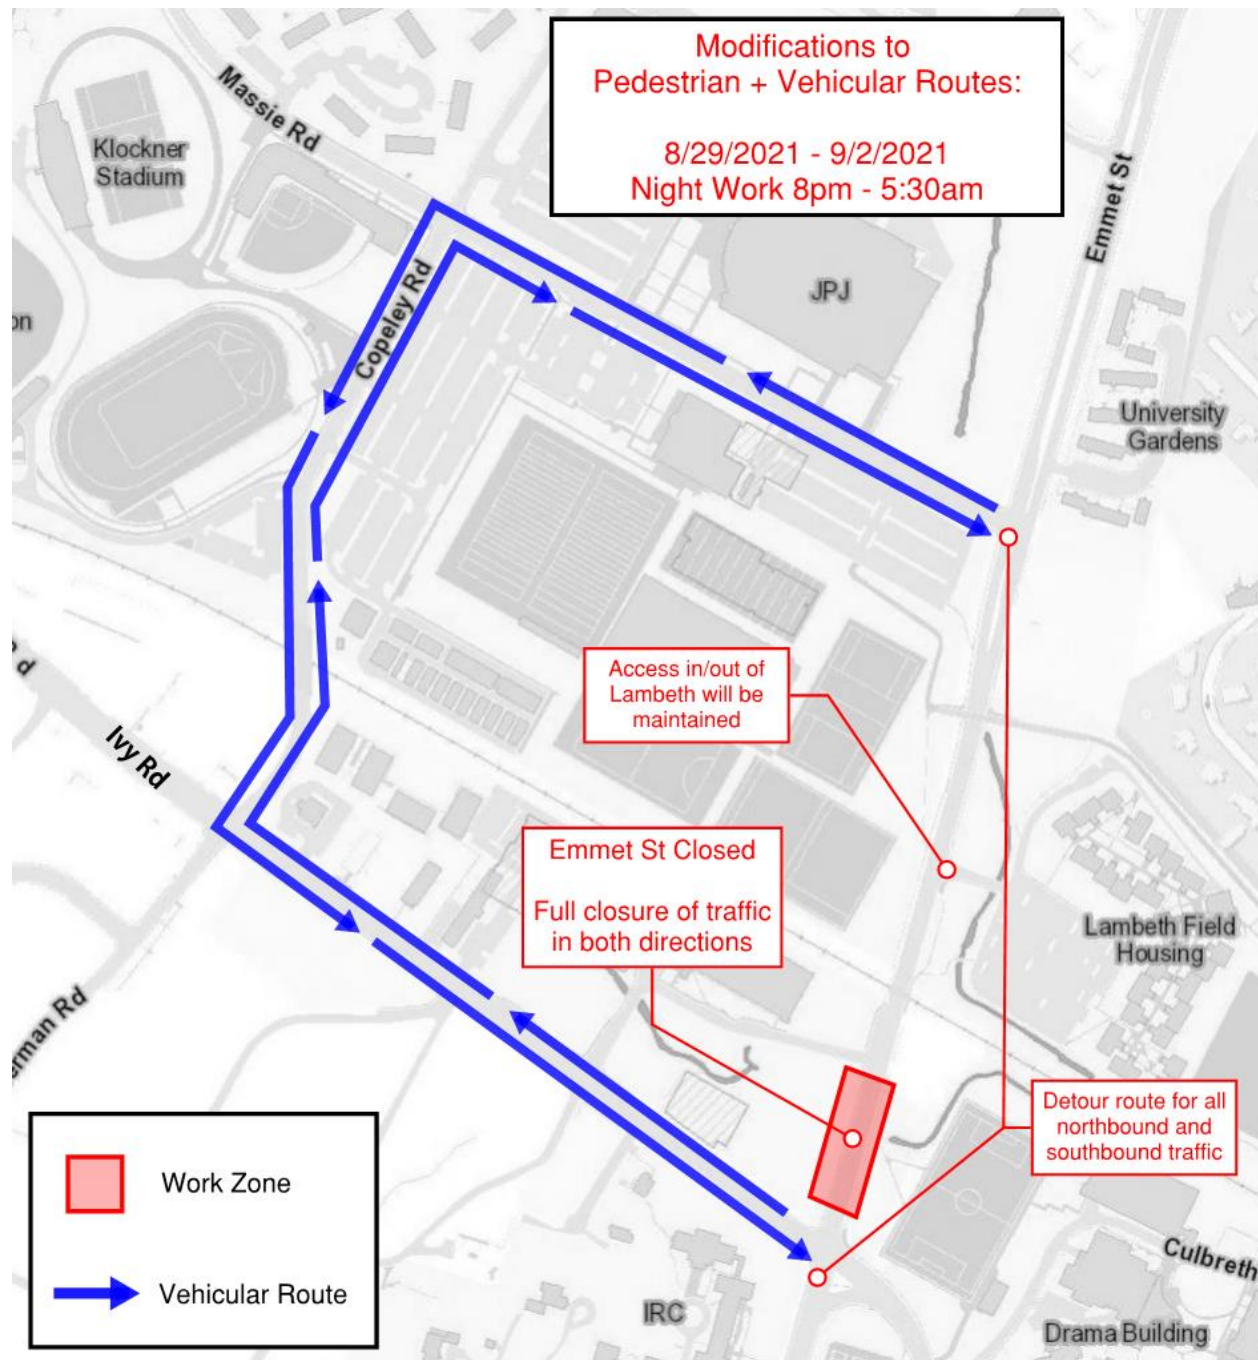 Modifications to
Pedestrian + Vehicular Routes:
8/29/2021 - 9/2/2021
Night Work 8pm - 5:30am
Massie Rd
Klockner
Stadium
Emmet St
Copeley Rd
JPJ
on
University
Gardens
Access in/out of
Lambeth will be
maintained
d
Ivy Rd
Emmet St Closed
Full closure of traffic
in both directions
Lambeth Field
Housing
erman Rd
Detour route for all
northbound and
southbound traffic
Work Zone
Vehicular Route
Culbreth
IRC
Drama Building